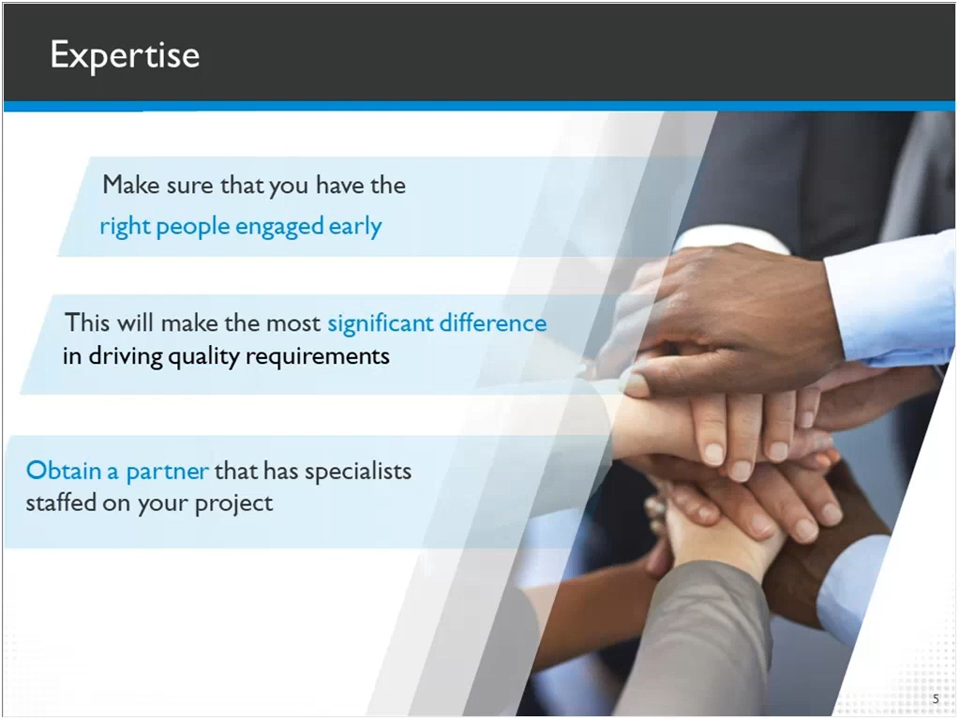 Expertise
Make sure that you have the
right people engaged early
This will make the most significant difference
in driving quality requirements
Obtain a partner that has specialists
staffed on your project
5